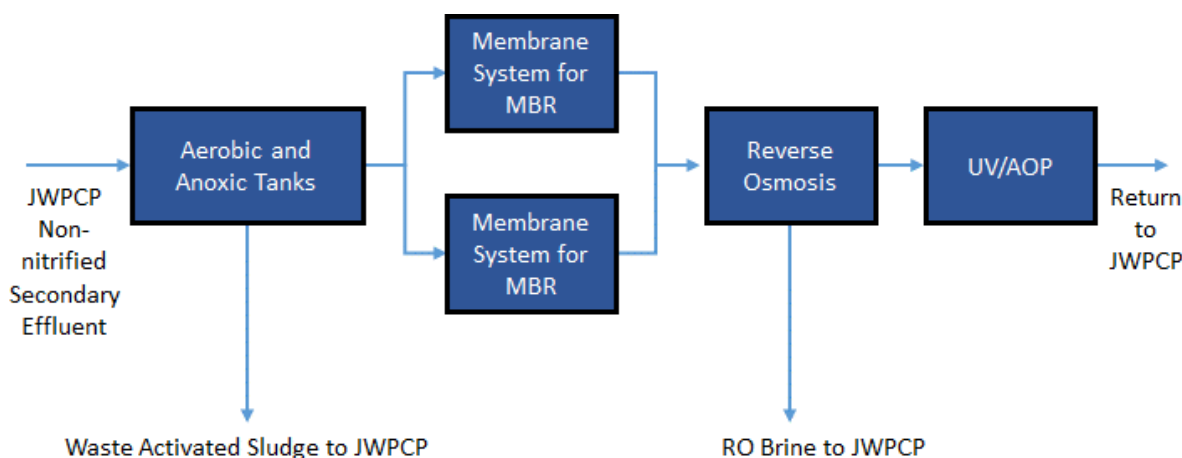 JWPCP
Non-
nitrified
Secondary
Effluent
Aerobic and
Anoxic Tanks
Membrane
System for
MBR
Membrane
System for
MBR
Reverse
Osmosis
UV/AOP
Return
to
JWPCP
Waste Activated Sludge to JWPCP
RO Brine to JWPCP